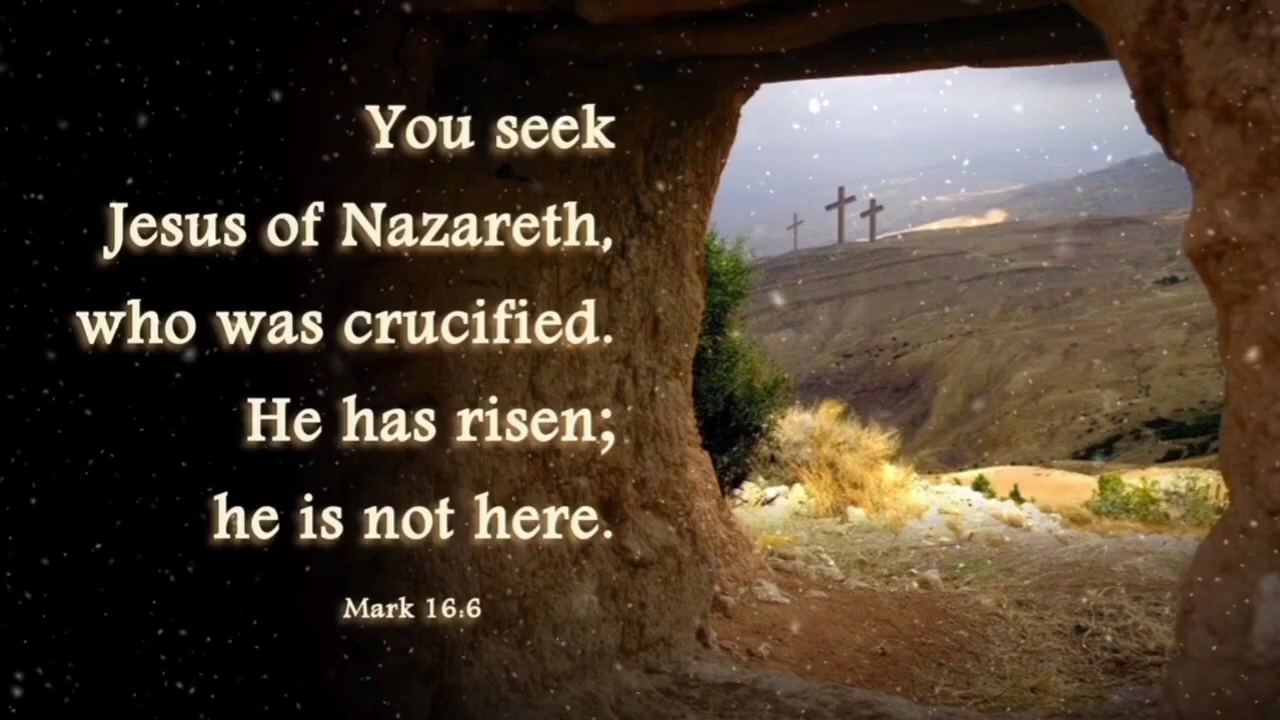 You seek
Jesus of Nazareth,
who was crucified.
He has risen;
he is not here.
Mark 16:6